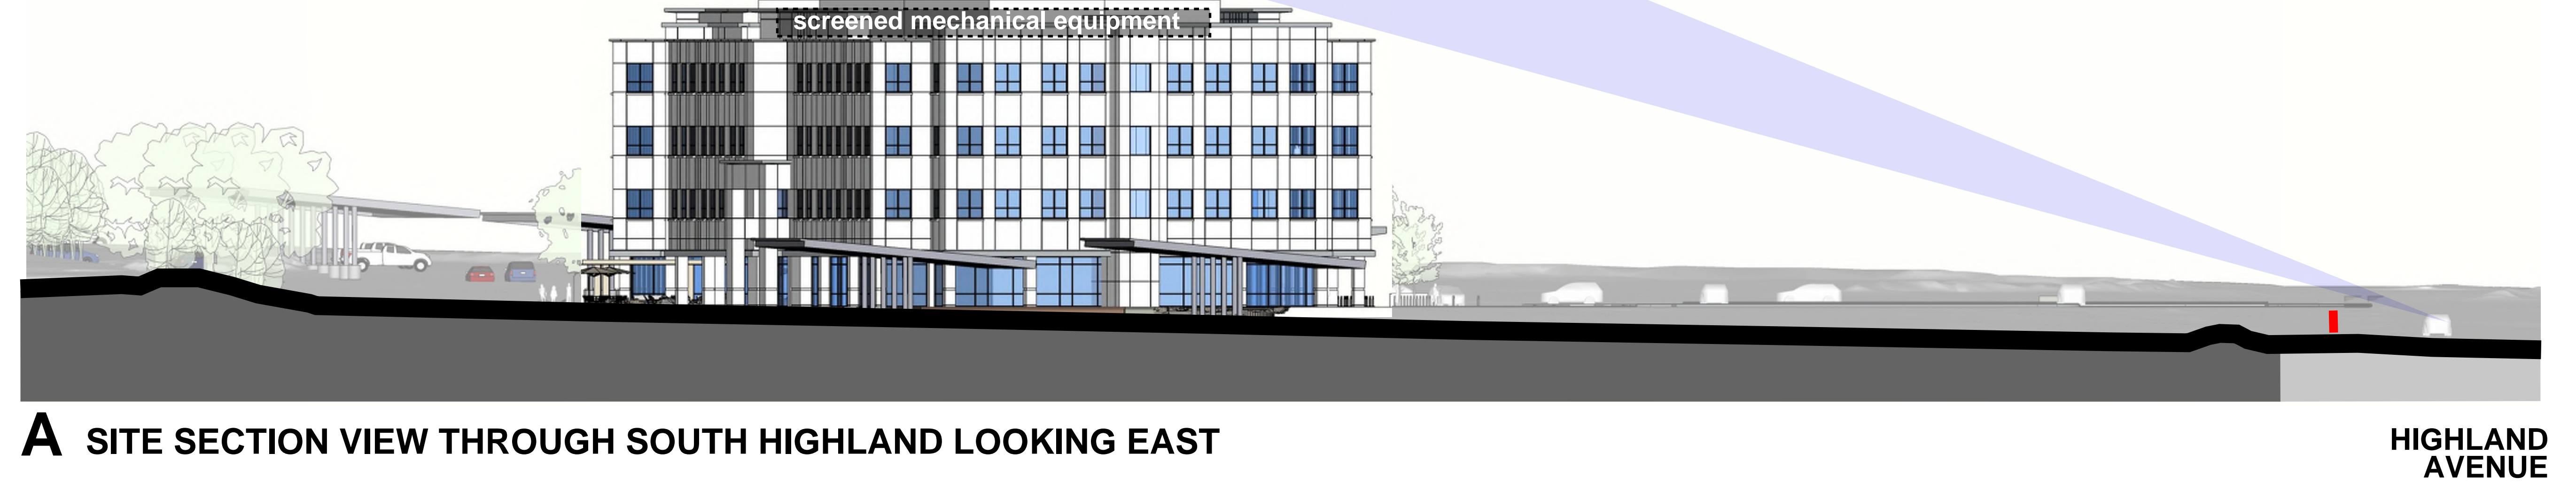 screened mechanical equipment
A SITE SECTION VIEW THROUGH SOUTH HIGHLAND LOOKING EAST
HIGHLAND
AVENUE